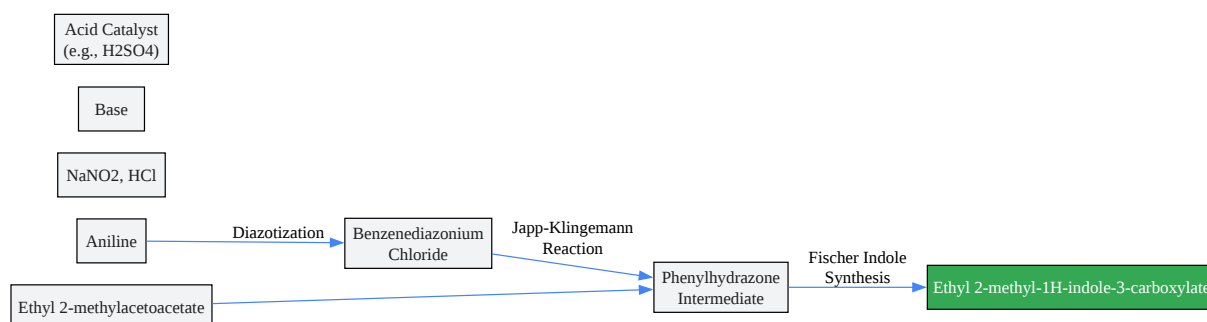 Acid Catalyst
(e.g., H2SO4)
Base
NaNO2, HCl
Aniline
Diazotization
Benzenediazonium
Chloride
Japp-Klingemann
Reaction
Ethyl 2-methylacetoacetate
Phenylhydrazone
Intermediate
Fischer Indole
Synthesis
Ethyl 2-methyl-1H-indole-3-carboxylate